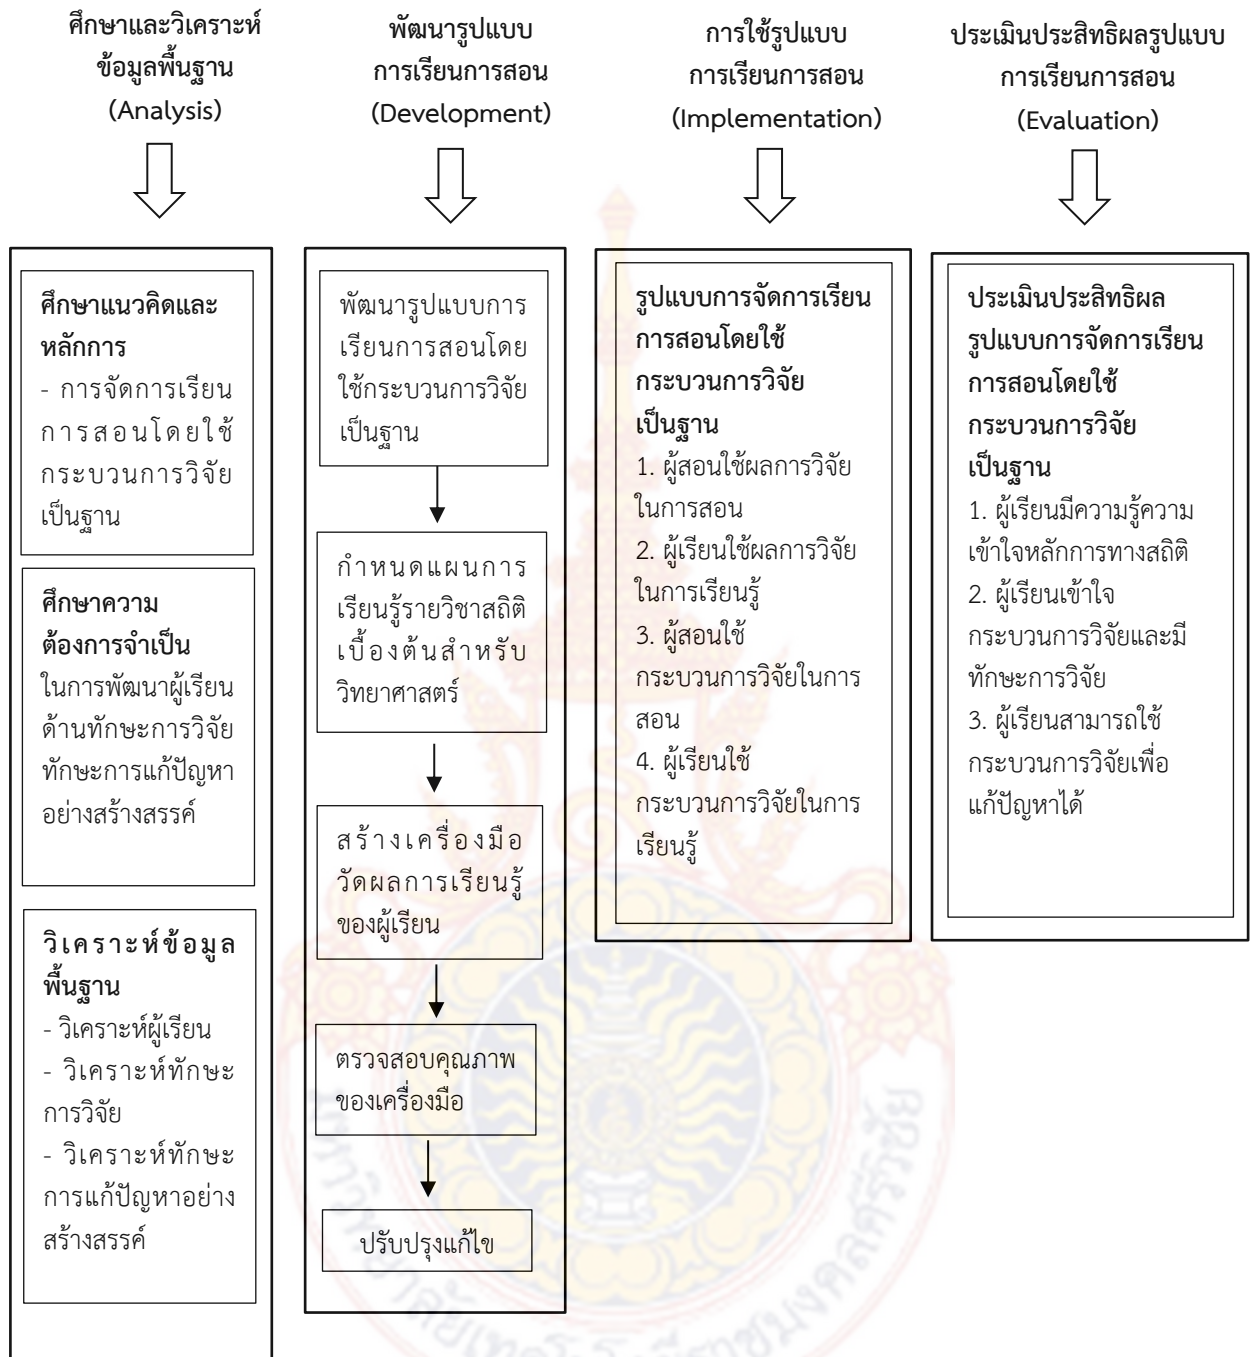 ศึกษาและวิเคราะห์
ข้อมูลพื้นฐาน
(Analysis)
พัฒนารูปแบบ
การเรียนการสอน
(Development)
การใช้รูปแบบ
การเรียนการสอน
(Implementation)
ประเมินประสิทธิผลรูปแบบ
การเรียนการสอน
(Evaluation)
ศึกษาแนวคิดและ
หลักการ
- การจัดการเรียน
การสอนโดยใช้
กระบวนการวิจัย
เป็นฐาน
ศึกษาความ
ต้องการจำเป็น
ในการพัฒนาผู้เรียน
ด้านทักษะการวิจัย
ทักษะการแก้ปัญหา
อย่างสร้างสรรค์
วิเคราะห์ข้อมูล
พื้นฐาน
- วิเคราะห์ผู้เรียน
- วิเคราะห์ทักษะ
การวิจัย
- วิเคราะห์ทักษะ
การแก้ปัญหาอย่าง
สร้างสรรค์
พัฒนารูปแบบการ
เรียนการสอนโดย
ใช้กระบวนการวิจัย
เป็นฐาน
กำหนดแผนการ
เรียนรู้รายวิชาสถิติ
เบื้องต้นสำหรับ
วิทยาศาสตร์
สร้างเครื่องมือ
วัดผลการเรียนรู้
ของผู้เรียน
ตรวจสอบคุณภาพ
ของเครื่องมือ
ปรับปรุงแก้ไข
รูปแบบการจัดการเรียน
การสอนโดยใช้
กระบวนการวิจัย
เป็นฐาน
1. ผู้สอนใช้ผลการวิจัย
ในการสอน
2. ผู้เรียนใช้ผลการวิจัย
ในการเรียนรู้
3. ผู้สอนใช้
กระบวนการวิจัยในการ
สอน
4. ผู้เรียนใช้
กระบวนการวิจัยในการ
เรียนรู้
ประเมินประสิทธิผล
รูปแบบการจัดการเรียน
การสอนโดยใช้
กระบวนการวิจัย
เป็นฐาน
1. ผู้เรียนมีความรู้ความ
เข้าใจหลักการทางสถิติ
2. ผู้เรียนเข้าใจ
กระบวนการวิจัยและมี
ทักษะการวิจัย
3. ผู้เรียนสามารถใช้
กระบวนการวิจัยเพื่อ
แก้ปัญหาได้
มหาวิทยาลัยเทคโนโลยีราชมงคลศรีวิชัย